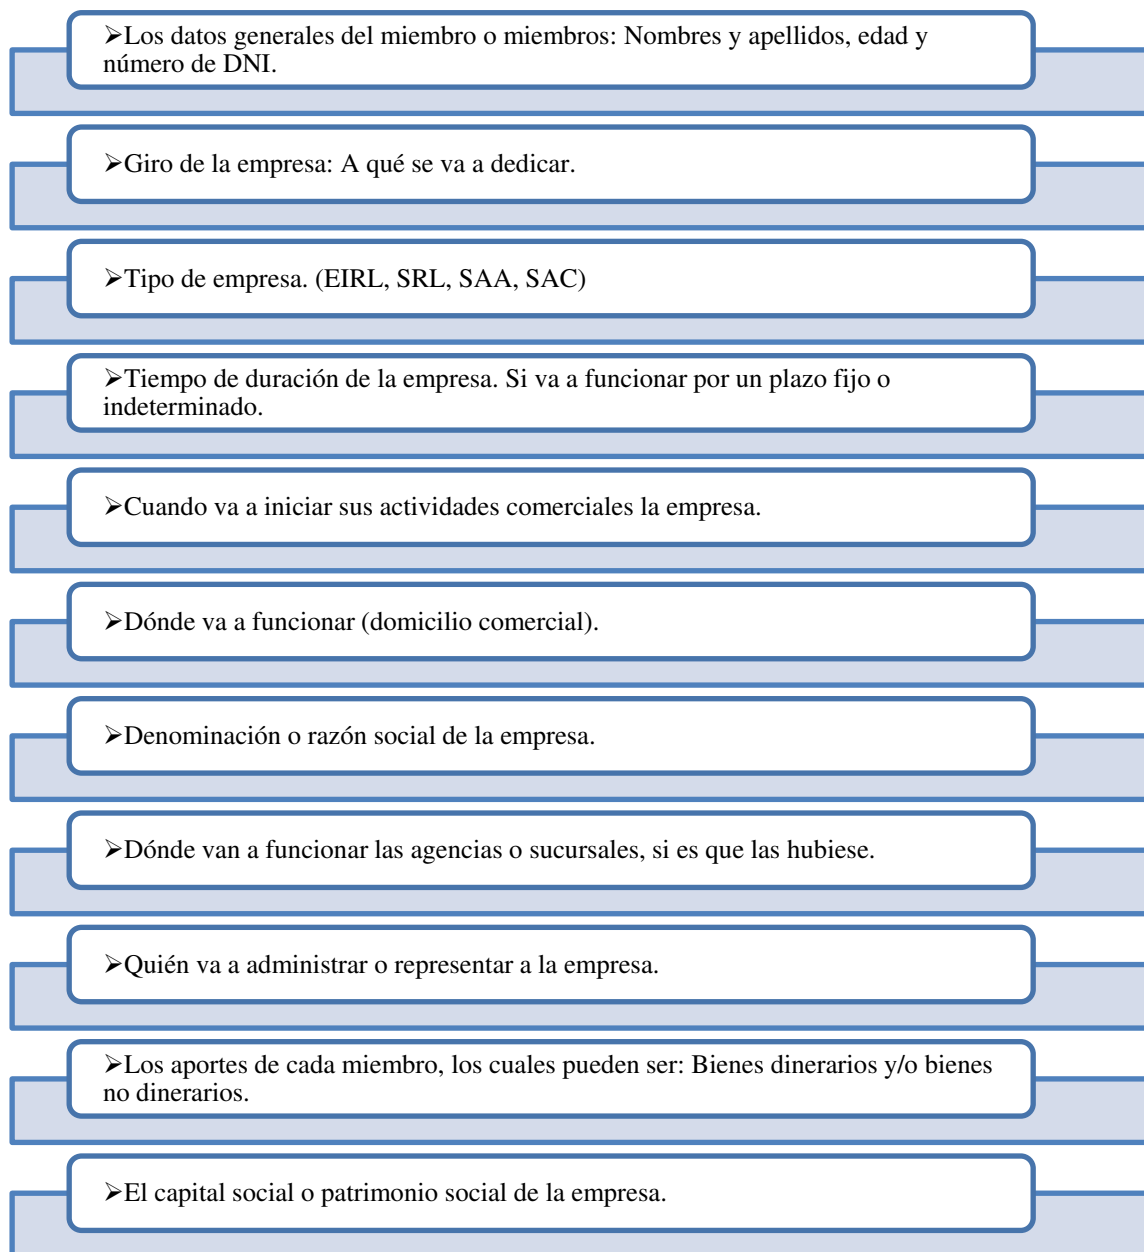 ➢Los datos generales del miembro o miembros: Nombres y apellidos, edad y
número de DNI.
➢Giro de la empresa: A qué se va a dedicar.
➢Tipo de empresa. (EIRL, SRL, SAA, SAC)
➢Tiempo de duración de la empresa. Si va a funcionar por un plazo fijo o
indeterminado.
➢Cuando va a iniciar sus actividades comerciales la empresa.
➢Dónde va a funcionar (domicilio comercial).
➢Denominación o razón social de la empresa.
➢Dónde van a funcionar las agencias o sucursales, si es que las hubiese.
➢Quién va a administrar o representar a la empresa.
➢Los aportes de cada miembro, los cuales pueden ser: Bienes dinerarios y/o bienes
no dinerarios.
➢El capital social o patrimonio social de la empresa.